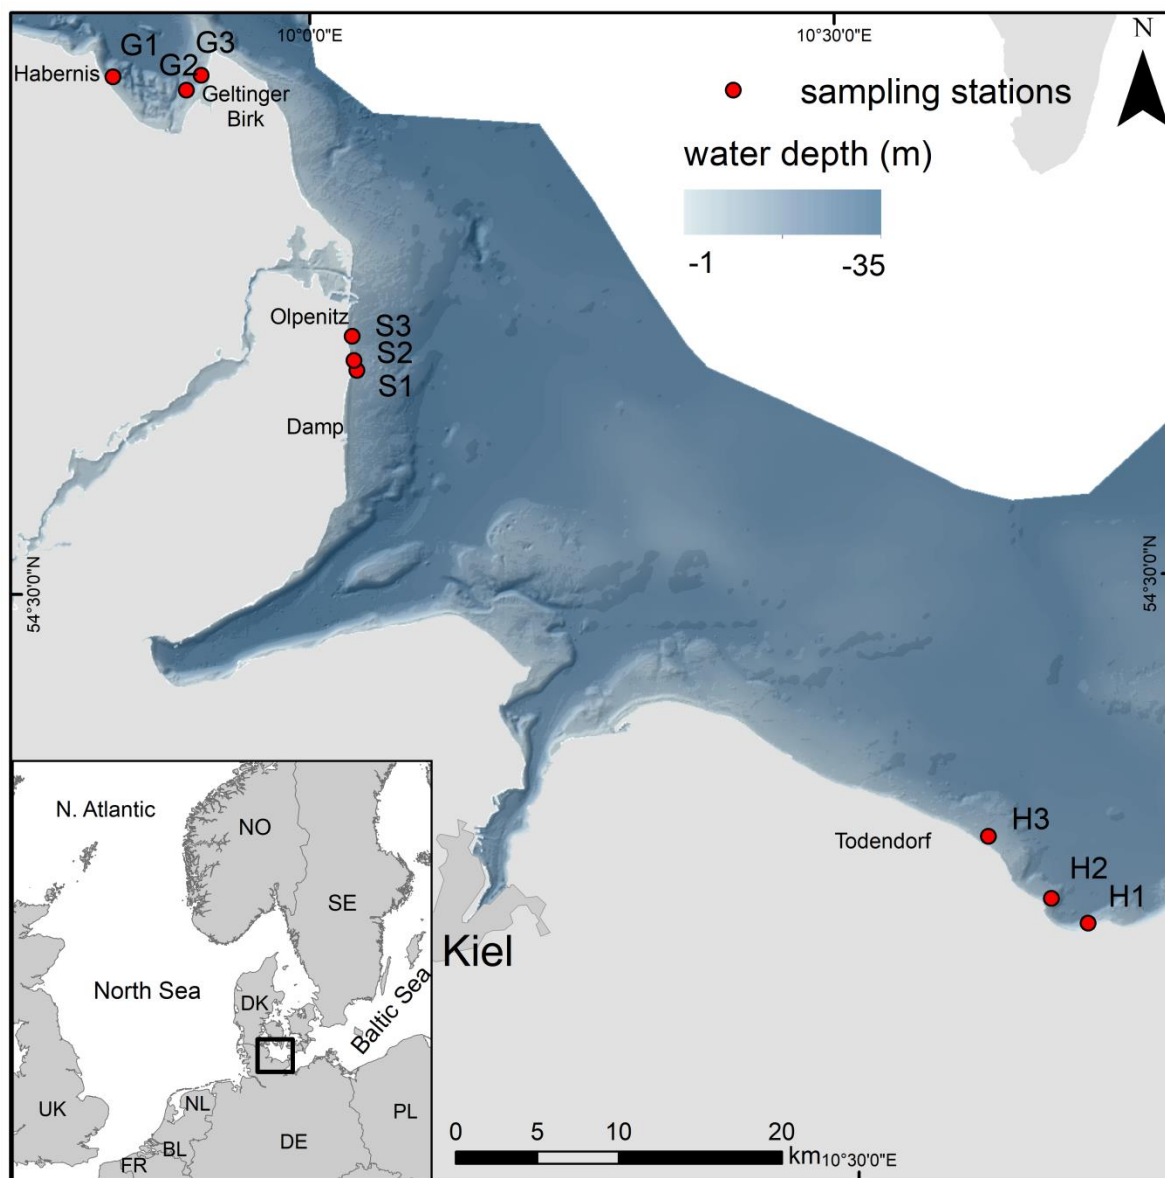 10°0'0"E
10°30'0"E
N
G1
G3
G2
Habernis
Geltinger
Birk
sampling stations
water depth (m)
-1
-35
Olpenitz
S3
S2
S1
Damp
54°30'0"N
54°30'0"N
Todendorf
H3
H2
H1
Kiel
N. Atlantic
NO
SE
North Sea
DK
Baltic Sea
UK
NL
BL
FR
DE
PL
0
5
10
20
km
10°30'0"E